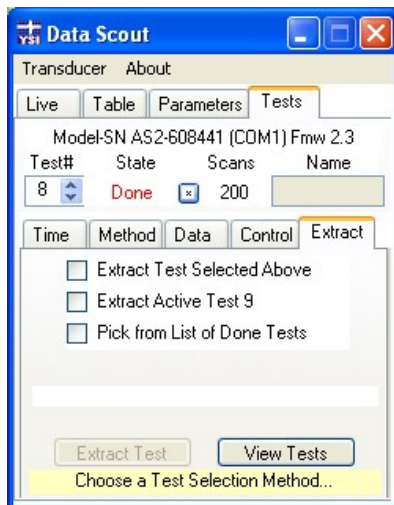 YSI Data Scout
Transducer About
Live Table Parameters Tests
Model-SN AS2-608441 (COM1) Fmw 2.3
Test# State Scans Name
8 Done x 200
Time Method Data Control Extract
Extract Test Selected Above
Extract Active Test 9
Pick from List of Done Tests
Extract Test View Tests
Choose a Test Selection Method...